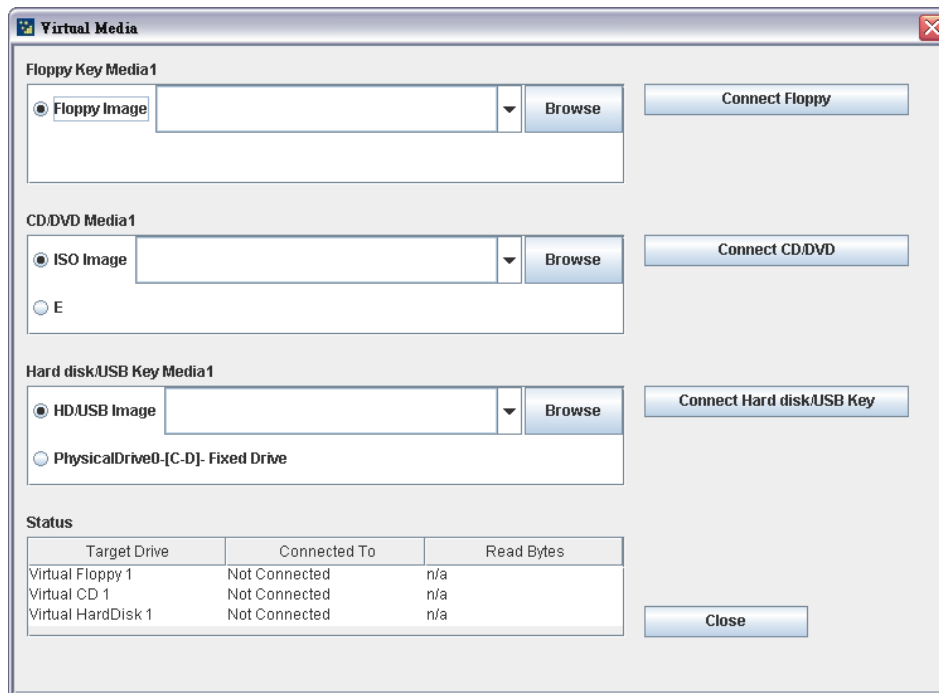 Virtual Media
Floppy Key Media1
Floppy Image Browse Connect Floppy
CD/DVD Media1
ISO Image Browse Connect CD/DVD
E
Hard disk/USB Key Media1
HD/USB Image Browse Connect Hard disk/USB Key
PhysicalDrive0-[C-D]- Fixed Drive
Status
Target Drive Connected To Read Bytes
Virtual Floppy 1 Not Connected n/a
Virtual CD 1 Not Connected n/a
Virtual HardDisk 1 Not Connected n/a
Close